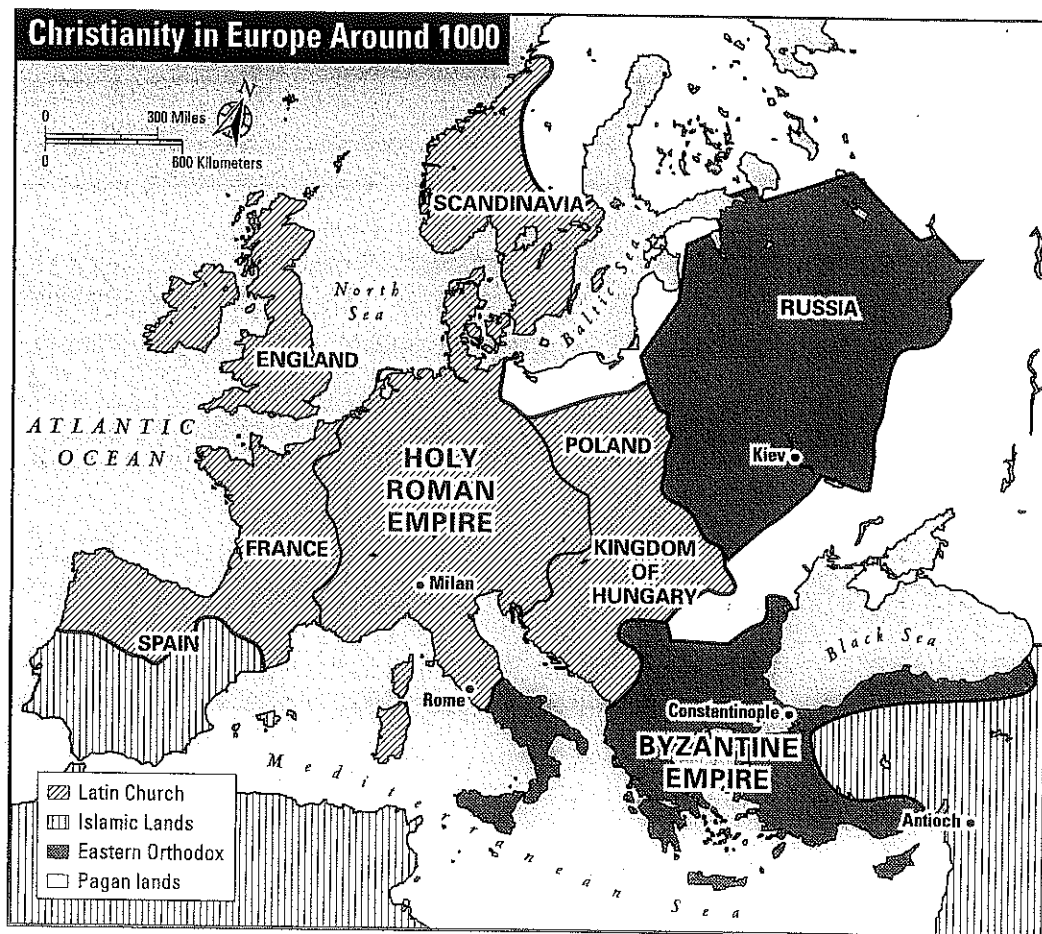 Christianity in Europe Around 1000
N
0
300 Miles
0
600 Kilometers
SCANDINAVIA
North
Sea
Baltic Sea
RUSSIA
ENGLAND
ATLANTIC
OCEAN
POLAND
Kiev
HOLY
ROMAN
EMPIRE
FRANCE
KINGDOM
OF
HUNGARY
Milan
SPAIN
Black Sea
Rome
Constantinople
BYZANTINE
EMPIRE
Antioch
Mediterranean Sea
Latin Church
Islamic Lands
Eastern Orthodox
Pagan lands